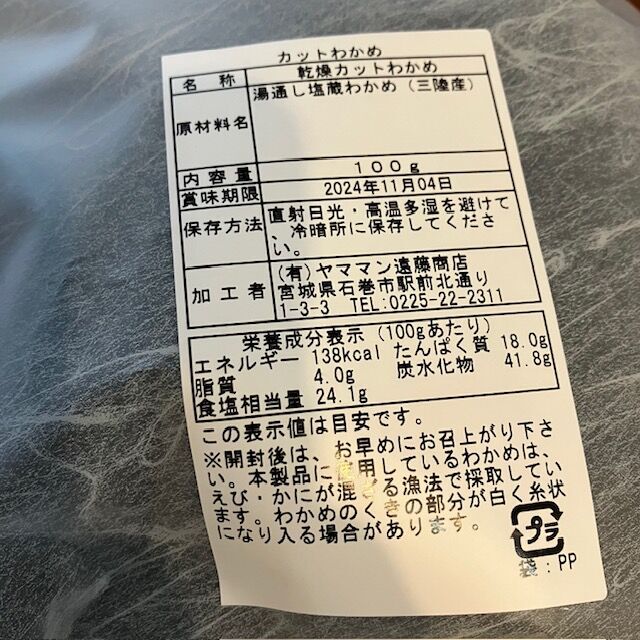 カットわかめ
名称 乾燥カットわかめ
原材料名 湯通し塩蔵わかめ(三陸産)
内容量 100g
賞味期限 2024年11月04日
保存方法 直射日光・高温多湿を避けて
、冷暗所に保存してくださ
い。
加工者 (有)ヤママン遠藤商店
宮城県石巻市駅前北通り
1-3-3 TEL:0225-22-2311
栄養成分表示(100gあたり)
エネルギー 138kcal たんぱく質 18.0g
脂質 4.0g 炭水化物 41.8g
食塩相当量 24.1g
この表示値は目安です。
※開封後は、お早めにお召上がり下さ
い。本製品に使用しているわかめは、
えび・かにが混ざる漁法で採取してい
ます。わかめのくきの部分が白く糸状
になり入る場合があります。
プラ
袋:PP